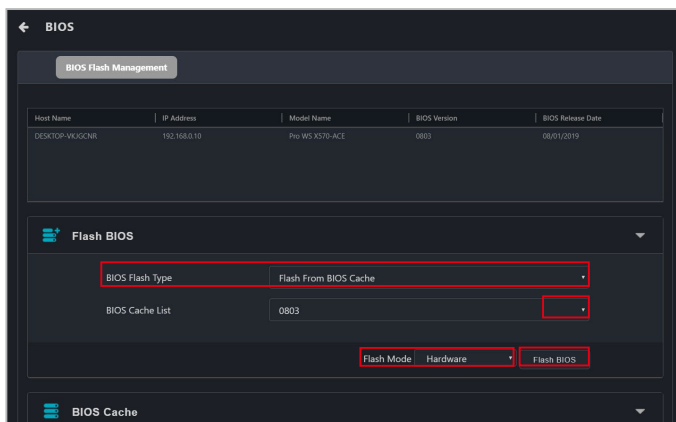 BIOS
BIOS Flash Management
Host Name IP Address Model Name BIOS Version BIOS Release Date
DESKTOP-VKJGCNR 192.168.0.10 Pro WS X570-ACE 0803 08/01/2019
Flash BIOS
BIOS Flash Type Flash From BIOS Cache
BIOS Cache List 0803
Flash Mode Hardware Flash BIOS
BIOS Cache